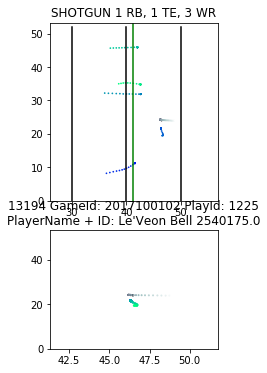 SHOTGUN 1 RB, 1 TE, 3 WR
50
40
30
20
10
0
30 40 50
13194 GameId: 2017100102 PlayId: 1225
PlayerName + ID: Le'Veon Bell 2540175.0
40
20
0
42.5 45.0 47.5 50.0